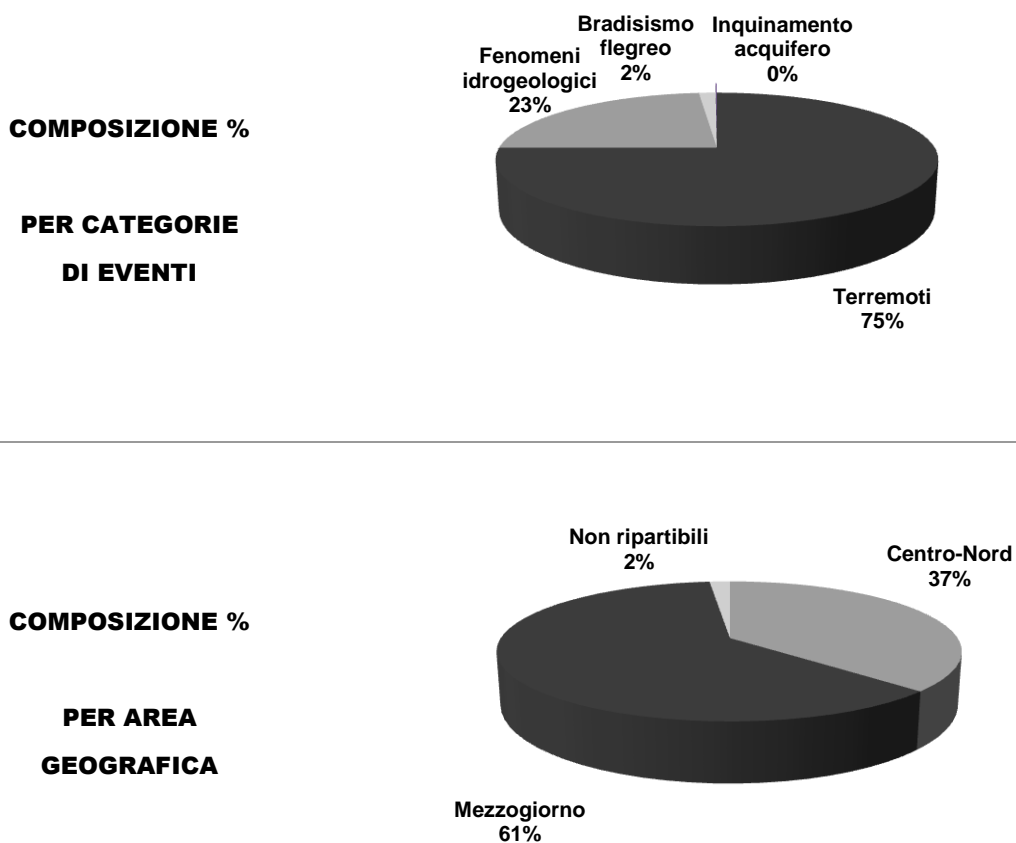 COMPOSIZIONE %
PER CATEGORIE
DI EVENTI
Fenomeni
idrogeologici
23%
Bradisismo
flegreo
2%
Inquinamento
acquifero
0%
Terremoti
75%
COMPOSIZIONE %
PER AREA
GEOGRAFICA
Non ripartibili
2%
Centro-Nord
37%
Mezzogiorno
61%